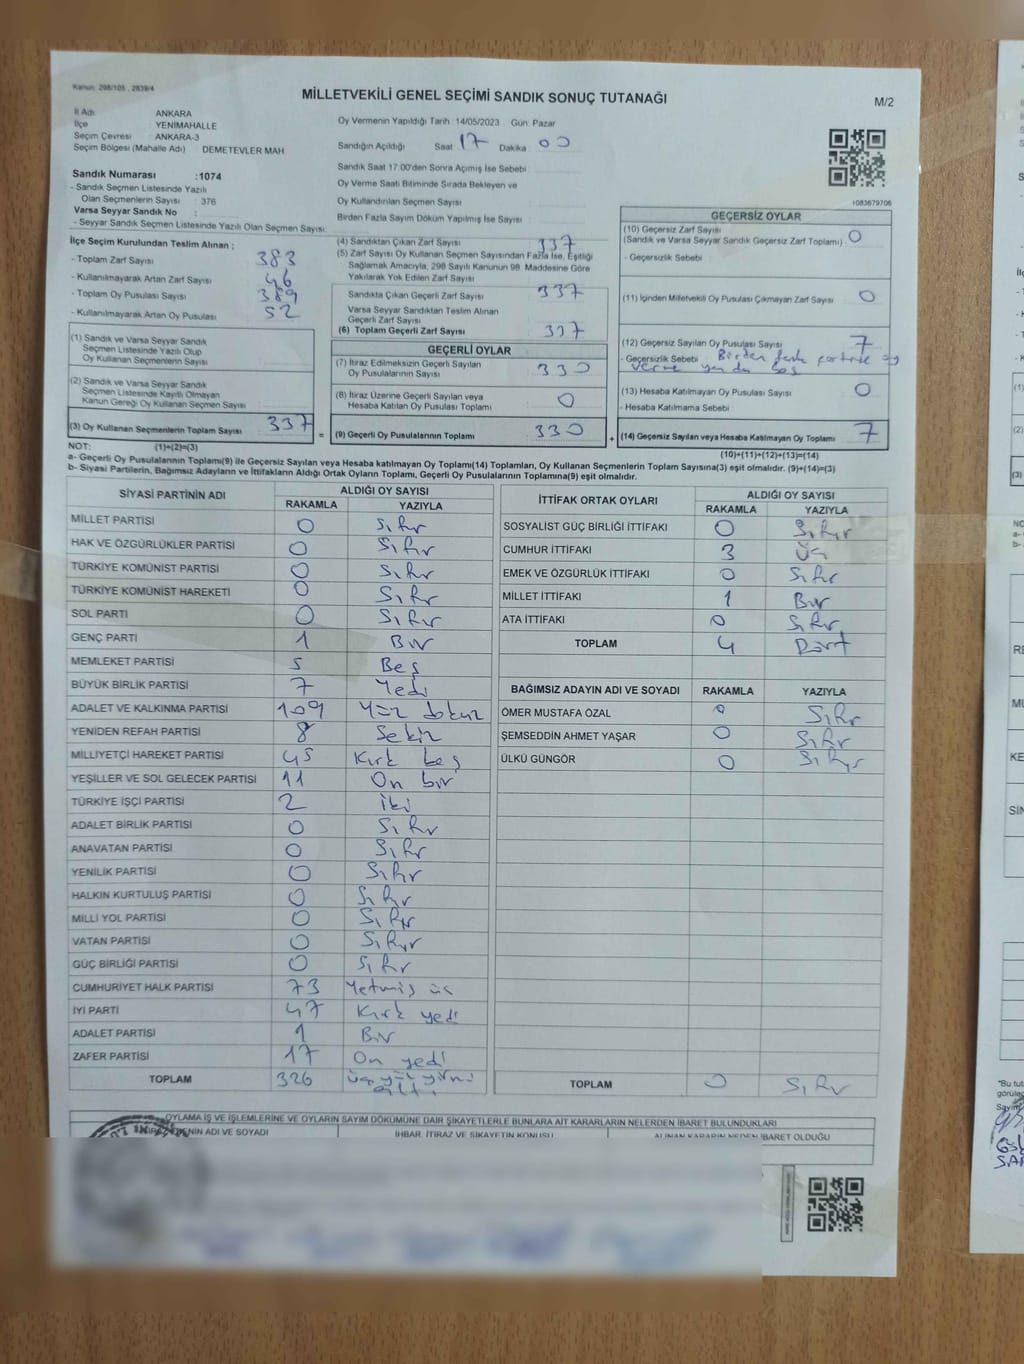 Kanun: 298/105 , 2839/4
MİLLETVEKİLİ GENEL SEÇİMİ SANDIK SONUÇ TUTANAĞI
M/2
İl Adı ANKARA
İlçe YENİMAHALLE
Seçim Çevresi ANKARA-3
Seçim Bölgesi (Mahalle Adı) DEMETEVLER MAH.
Oy Vermenin Yapıldığı Tarih 14/05/2023 Gün: Pazar
Sandığın Açıldığı Saat 17 Dakika 00
Sandık Saat 17:00'den Sonra Açılmış İse Sebebi
Oy Verme Saati Bitiminde Sırada Bekleyen ve
Oy Kullandırılan Seçmen Sayısı
Birden Fazla Sayım Döküm Yapılmış İse Sayısı
Sandık Numarası :1074
- Sandık Seçmen Listesinde Yazılı
Olan Seçmenlerin Sayısı : 376
Varsa Seyyar Sandık No :
- Seyyar Sandık Seçmen Listesinde Yazılı Olan Seçmen Sayısı:
1083679706
İlçe Seçim Kurulundan Teslim Alınan ;
- Toplam Zarf Sayısı 383
- Kullanılmayarak Artan Zarf Sayısı 46
- Toplam Oy Pusulası Sayısı 389
- Kullanılmayarak Artan Oy Pusulası 52
(1) Sandık ve Varsa Seyyar Sandık
Seçmen Listesinde Yazılı Olup
Oy Kullanan Seçmenlerin Sayısı
(2) Sandık ve Varsa Seyyar Sandık
Seçmen Listesinde Kayıtlı Olmayan
Kanun Gereği Oy Kullanan Seçmen Sayısı
(3) Oy Kullanan Seçmenlerin Toplam Sayısı 337
(4) Sandıktan Çıkan Zarf Sayısı 337
(5) Zarf Sayısı Oy Kullanan Seçmen Sayısından Fazla İse, Eşitliği
Sağlamak Amacıyla, 298 Sayılı Kanunun 98. Maddesine Göre
Yakılarak Yok Edilen Zarf Sayısı
Sandıkta Çıkan Geçerli Zarf Sayısı 337
Varsa Seyyar Sandıktan Teslim Alınan
Geçerli Zarf Sayısı
(6) Toplam Geçerli Zarf Sayısı 337
GEÇERLİ OYLAR
(7) İtiraz Edilmeksizin Geçerli Sayılan
Oy Pusulalarının Sayısı 330
(8) İtiraz Üzerine Geçerli Sayılan veya
Hesaba Katılan Oy Pusulası Toplamı 0
= (9) Geçerli Oy Pusulalarının Toplamı 330
GEÇERSİZ OYLAR
(10) Geçersiz Zarf Sayısı 0
(Sandık ve Varsa Seyyar Sandık Geçersiz Zarf Toplamı)
- Geçersizlik Sebebi
(11) İçinden Milletvekili Oy Pusulası Çıkmayan Zarf Sayısı 0
(12) Geçersiz Sayılan Oy Pusulası Sayısı 7
- Geçersizlik Sebebi Birden fazla partiye oy
verme ya da boş
(13) Hesaba Katılmayan Oy Pusulası Sayısı 0
- Hesaba Katılmama Sebebi
+ (14) Geçersiz Sayılan veya Hesaba Katılmayan Oy Toplamı 7
NOT: (1)+(2)=(3)
(10)+(11)+(12)+(13)=(14)
a- Geçerli Oy Pusulalarının Toplamı(9) ile Geçersiz Sayılan veya Hesaba katılmayan Oy Toplamı(14) Toplamları, Oy Kullanan Seçmenlerin Toplam Sayısına(3) eşit olmalıdır. (9)+(14)=(3)
b- Siyasi Partilerin, Bağımsız Adayların ve İttifakların Aldığı Ortak Oyların Toplamı, Geçerli Oy Pusulalarının Toplamına(9) eşit olmalıdır.
SİYASİ PARTİNİN ADI ALDIĞI OY SAYISI
RAKAMLA YAZIYLA
MİLLET PARTİSİ 0 Sıfır
HAK VE ÖZGÜRLÜKLER PARTİSİ 0 Sıfır
TÜRKİYE KOMÜNİST PARTİSİ 0 Sıfır
TÜRKİYE KOMÜNİST HAREKETİ 0 Sıfır
SOL PARTİ 0 Sıfır
GENÇ PARTİ 1 Bir
MEMLEKET PARTİSİ 5 Beş
BÜYÜK BİRLİK PARTİSİ 7 Yedi
ADALET VE KALKINMA PARTİSİ 109 Yüz dokuz
YENİDEN REFAH PARTİSİ 8 Sekiz
MİLLİYETÇİ HAREKET PARTİSİ 45 Kırk beş
YEŞİLLER VE SOL GELECEK PARTİSİ 11 On bir
TÜRKİYE İŞÇİ PARTİSİ 2 iki
ADALET BİRLİK PARTİSİ 0 Sıfır
ANAVATAN PARTİSİ 0 Sıfır
YENİLİK PARTİSİ 0 Sıfır
HALKIN KURTULUŞ PARTİSİ 0 Sıfır
MİLLİ YOL PARTİSİ 0 Sıfır
VATAN PARTİSİ 0 Sıfır
GÜÇ BİRLİĞİ PARTİSİ 0 Sıfır
CUMHURİYET HALK PARTİSİ 73 Yetmiş üç
İYİ PARTİ 47 Kırk yedi
ADALET PARTİSİ 1 Bir
ZAFER PARTİSİ 17 On yedi
TOPLAM 326 üç yüz yirmi
altı
İTTİFAK ORTAK OYLARI ALDIĞI OY SAYISI
RAKAMLA YAZIYLA
SOSYALİST GÜÇ BİRLİĞİ İTTİFAKI 0 Sıfır
CUMHUR İTTİFAKI 3 üç
EMEK VE ÖZGÜRLÜK İTTİFAKI 0 Sıfır
MİLLET İTTİFAKI 1 Bir
ATA İTTİFAKI 0 Sıfır
TOPLAM 4 Dört
BAĞIMSIZ ADAYIN ADI VE SOYADI RAKAMLA YAZIYLA
ÖMER MUSTAFA ÖZAL 0 Sıfır
ŞEMSEDDİN AHMET YAŞAR 0 Sıfır
ÜLKÜ GÜNGÖR 0 Sıfır
TOPLAM 0 Sıfır
OYLAMA İŞ VE İŞLEMLERİNE VE OYLARIN SAYIM DÖKÜMÜNE DAİR ŞİKAYETLERLE BUNLARA AİT KARARLARIN NELERDEN İBARET BULUNDUKLARI
ADI VE SOYADI İHBAR, İTİRAZ VE ŞİKAYETİN KONUSU ALINAN KARARIN NEDEN İBARET OLDUĞU